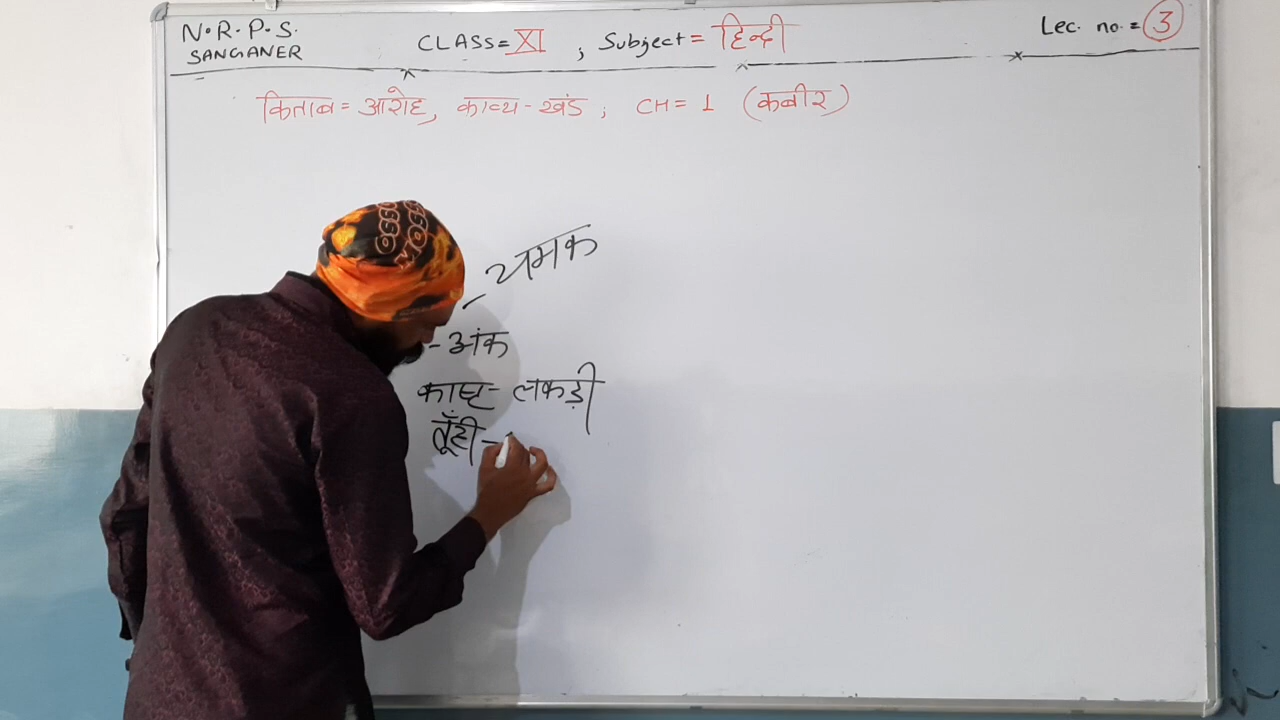 N.R.P.S.
SANGANER
CLASS=XI , Subject= हिन्दी
Lec. no. = 3
किताब= आरोह, काव्य-खंड ; CH= 1 (कबीर)
- यमक
- अंक
काष्ट- लकड़ी
तूँही -